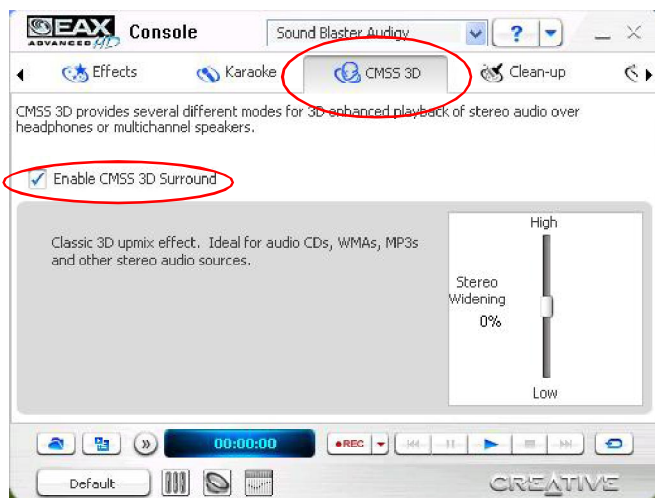 EAX
ADVANCED HD
Console
Sound Blaster Audigy
?
Effects
Karaoke
CMSS 3D
Clean-up
CMSS 3D provides several different modes for 3D enhanced playback of stereo audio over
headphones or multichannel speakers.
Enable CMSS 3D Surround
Classic 3D upmix effect. Ideal for audio CDs, WMAs, MP3s
and other stereo audio sources.
High
Stereo
Widening
0%
Low
00:00:00
REC
Default
CREATIVE